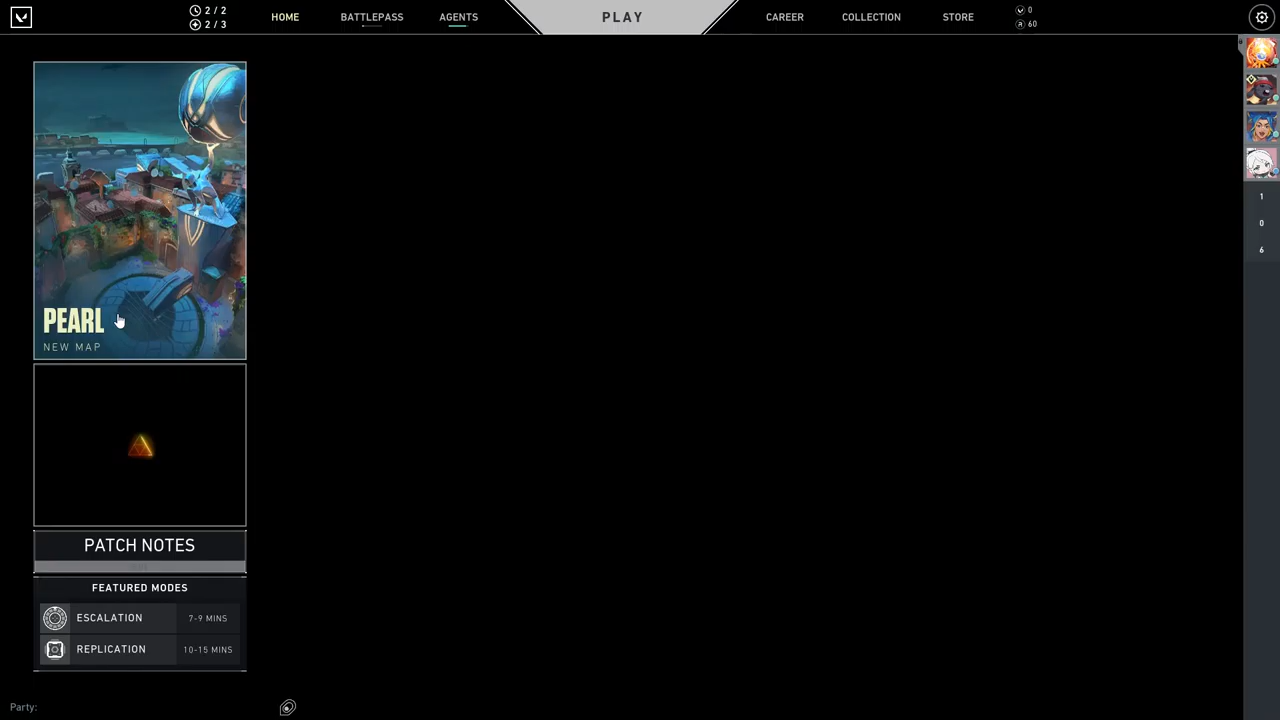 2 / 2
2 / 3
HOME
BATTLEPASS
AGENTS
PLAY
CAREER
COLLECTION
STORE
0
60
PEARL
NEW MAP
PATCH NOTES
FEATURED MODES
ESCALATION 7-9 MINS
REPLICATION 10-15 MINS
1
0
6
Party: